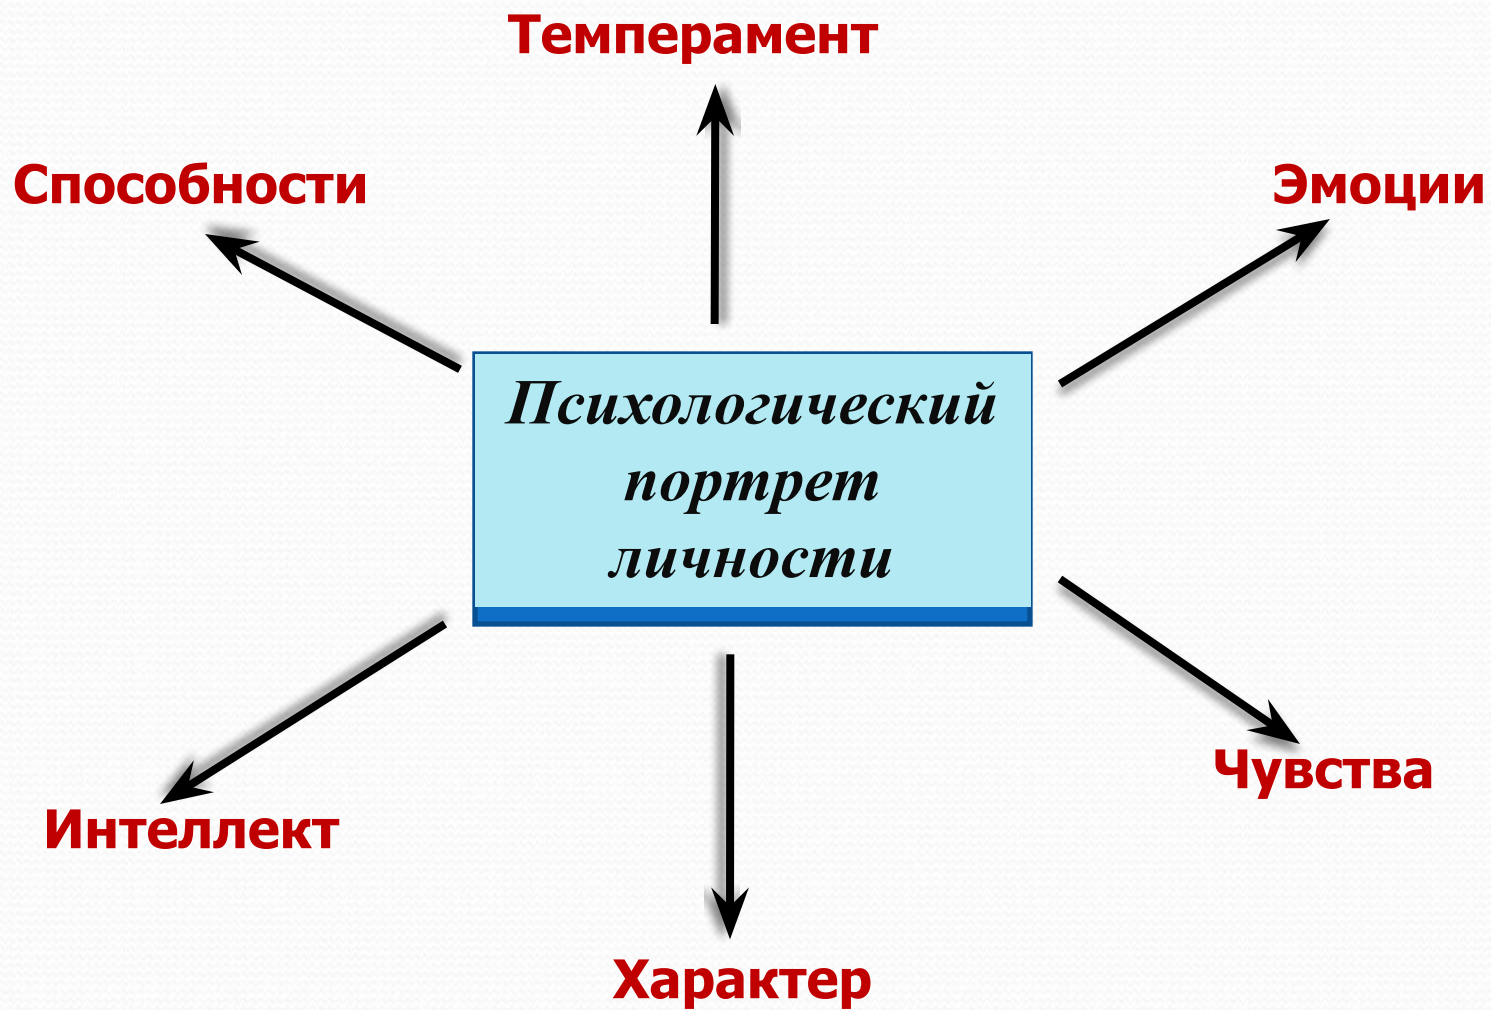 Темперамент
Способности
Эмоции
Психологический
портрет
личности
Чувства
Интеллект
Характер